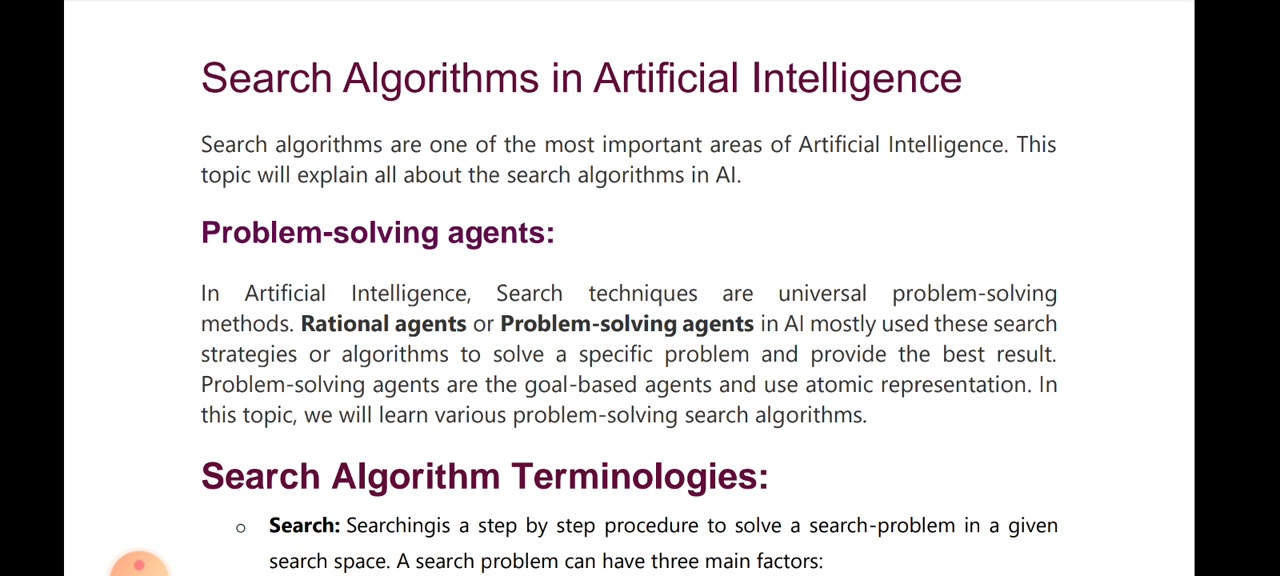 Search Algorithms in Artificial Intelligence
Search algorithms are one of the most important areas of Artificial Intelligence. This
topic will explain all about the search algorithms in AI.
Problem-solving agents:
In Artificial Intelligence, Search techniques are universal problem-solving
methods. Rational agents or Problem-solving agents in AI mostly used these search
strategies or algorithms to solve a specific problem and provide the best result.
Problem-solving agents are the goal-based agents and use atomic representation. In
this topic, we will learn various problem-solving search algorithms.
Search Algorithm Terminologies:
o Search: Searchingis a step by step procedure to solve a search-problem in a given
search space. A search problem can have three main factors: